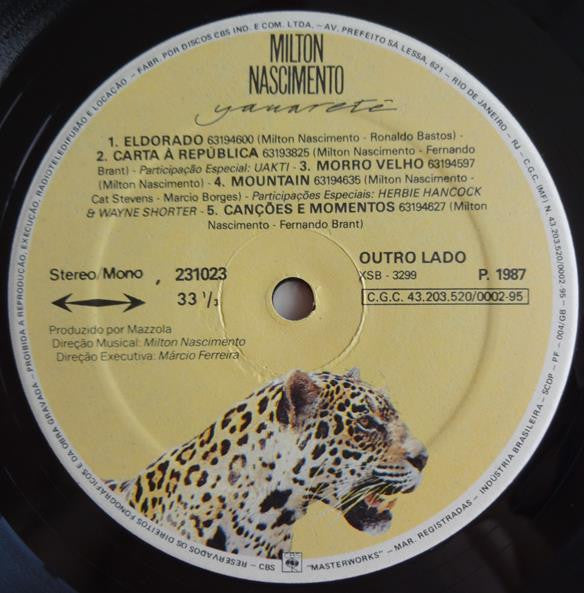 FABR. POR DISCOS CBS IND. E COM. LTDA. - AV. PREFEITO SÁ LESSA, 621 - RIO DE JANEIRO - RJ - C.G.C. (MF) N. 43.203.520/0002-95
MILTON
NASCIMENTO
yauaretê
1. ELDORADO 63194600 (Milton Nascimento - Ronaldo Bastos) -
2. CARTA À REPÚBLICA 63193825 (Milton Nascimento - Fernando
Brant) - Participação Especial: UAKTI - 3. MORRO VELHO 63194597
(Milton Nascimento) - 4. MOUNTAIN 63194635 (Milton Nascimento -
Cat Stevens - Marcio Borges) - Participações Especiais: HERBIE HANCOCK
& WAYNE SHORTER - 5. CANÇÕES E MOMENTOS 63194627 (Milton
Nascimento - Fernando Brant)
Stereo/Mono , 231023
33 1/3
OUTRO LADO
XSB - 3299 P. 1987
C.G.C. 43.203.520/0002-95
Produzido por Mazzola
Direção Musical: Milton Nascimento
Direção Executiva: Márcio Ferreira
SCDP - PF - 004/GB - INDÚSTRIA BRASILEIRA - MAR. REGISTRADAS - "MASTERWORKS"
CBS - RESERVADOS OS DIREITOS FONOGRÁFICOS E DA OBRA GRAVADA - PROIBIDA A REPRODUÇÃO, EXECUÇÃO, RADIOTELEDIFUSÃO E LOCAÇÃO -